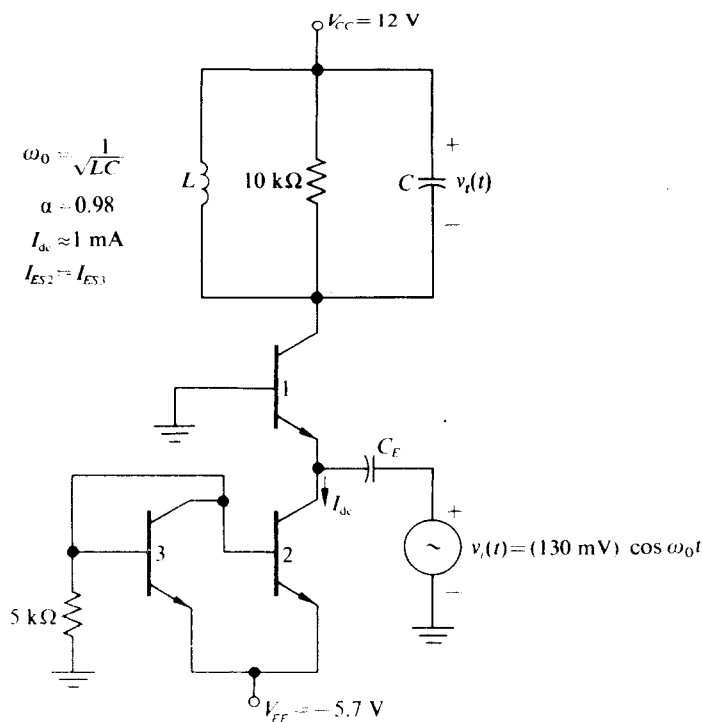 V_CC = 12 V
ω₀ = 1/√LC
α = 0.98
I_dc ≈ 1 mA
I_ES2 = I_ES3
L
10 kΩ
C
+
v_t(t)
−
1
C_E
I_dc
3
2
+
~
v_i(t) = (130 mV) cos ω₀t
−
5 kΩ
V_EE = −5.7 V